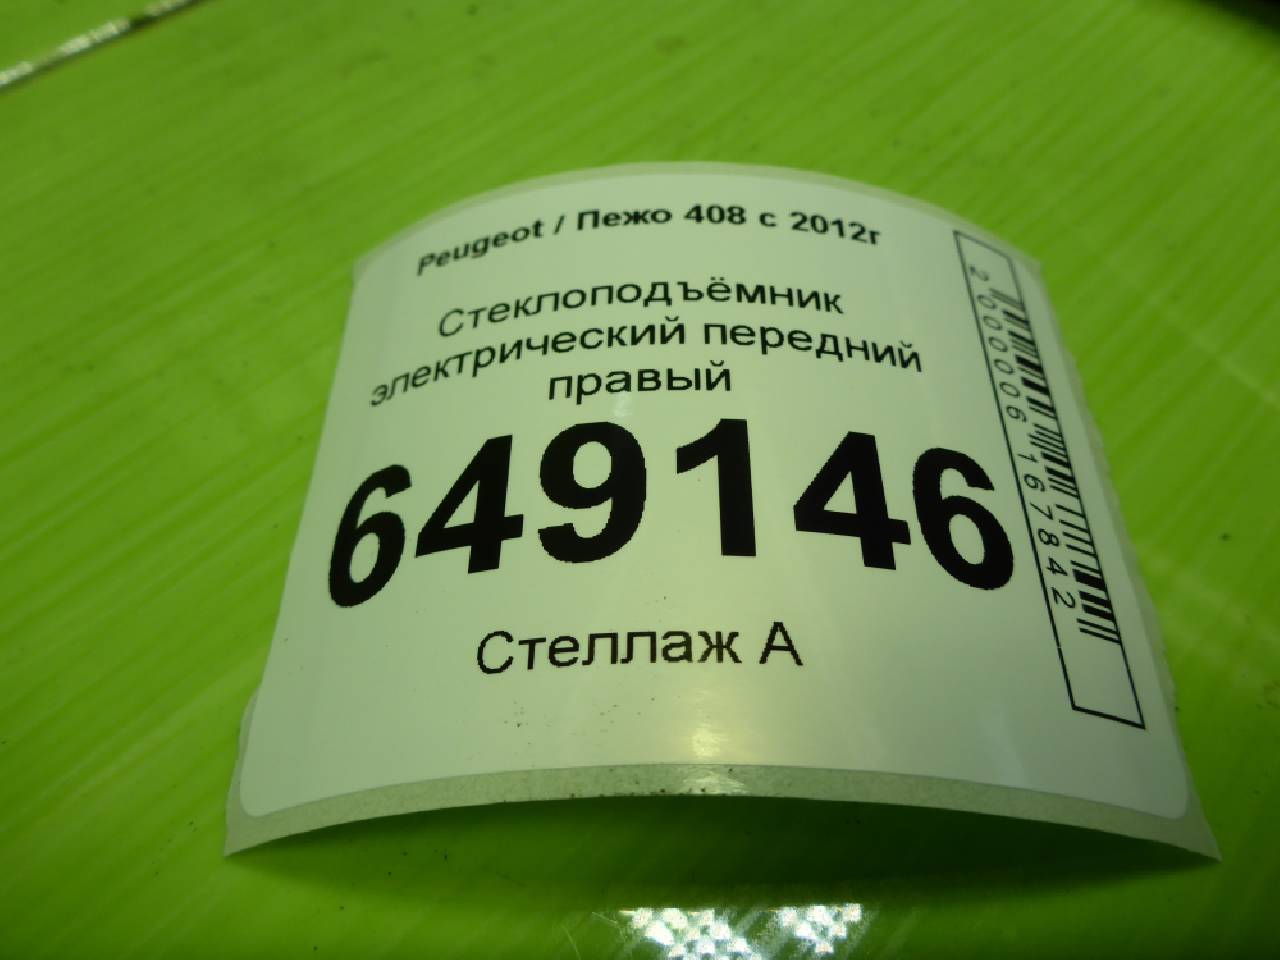 Peugeot / Пежо 408 с 2012г
Стеклоподъёмник
электрический передний
правый
649146
Стеллаж А
2000006167842